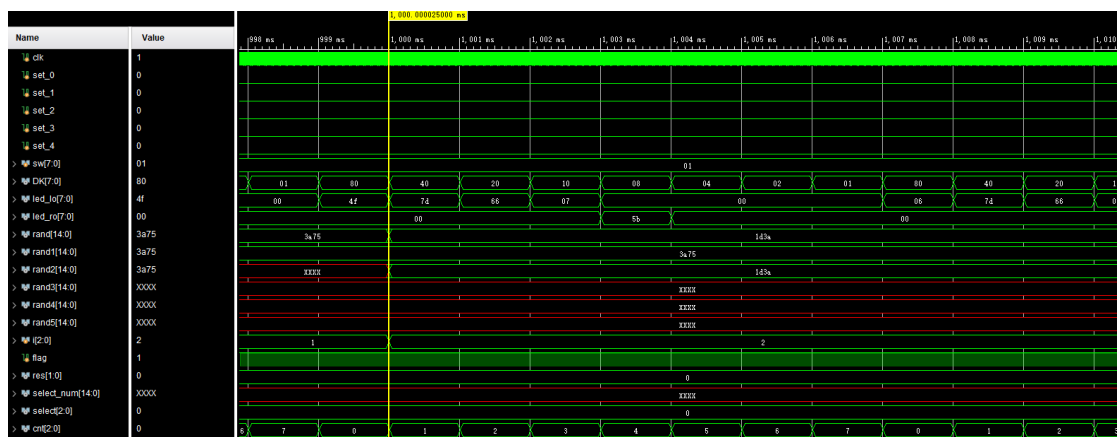 1,000.000025000 ms
Name Value 998 ms 999 ms 1,000 ms 1,001 ms 1,002 ms 1,003 ms 1,004 ms 1,005 ms 1,006 ms 1,007 ms 1,008 ms 1,009 ms 1,010
clk 1
set_0 0
set_1 0
set_2 0
set_3 0
set_4 0
sw[7:0] 01 01
DK[7:0] 80 01 80 40 20 10 08 04 02 01 80 40 20 1
led_lo[7:0] 4f 00 4f 7d 66 07 00 06 7d 66 0
led_ro[7:0] 00 00 5b 00
rand[14:0] 3a75 3a75 1d3a
rand1[14:0] 3a75 3a75
rand2[14:0] 3a75 XXXX 1d3a
rand3[14:0] XXXX XXXX
rand4[14:0] XXXX XXXX
rand5[14:0] XXXX XXXX
i[2:0] 2 1 2
flag 1
res[1:0] 0 0
select_num[14:0] XXXX XXXX
select[2:0] 0 0
cnt[2:0] 0 6 7 0 1 2 3 4 5 6 7 0 1 2